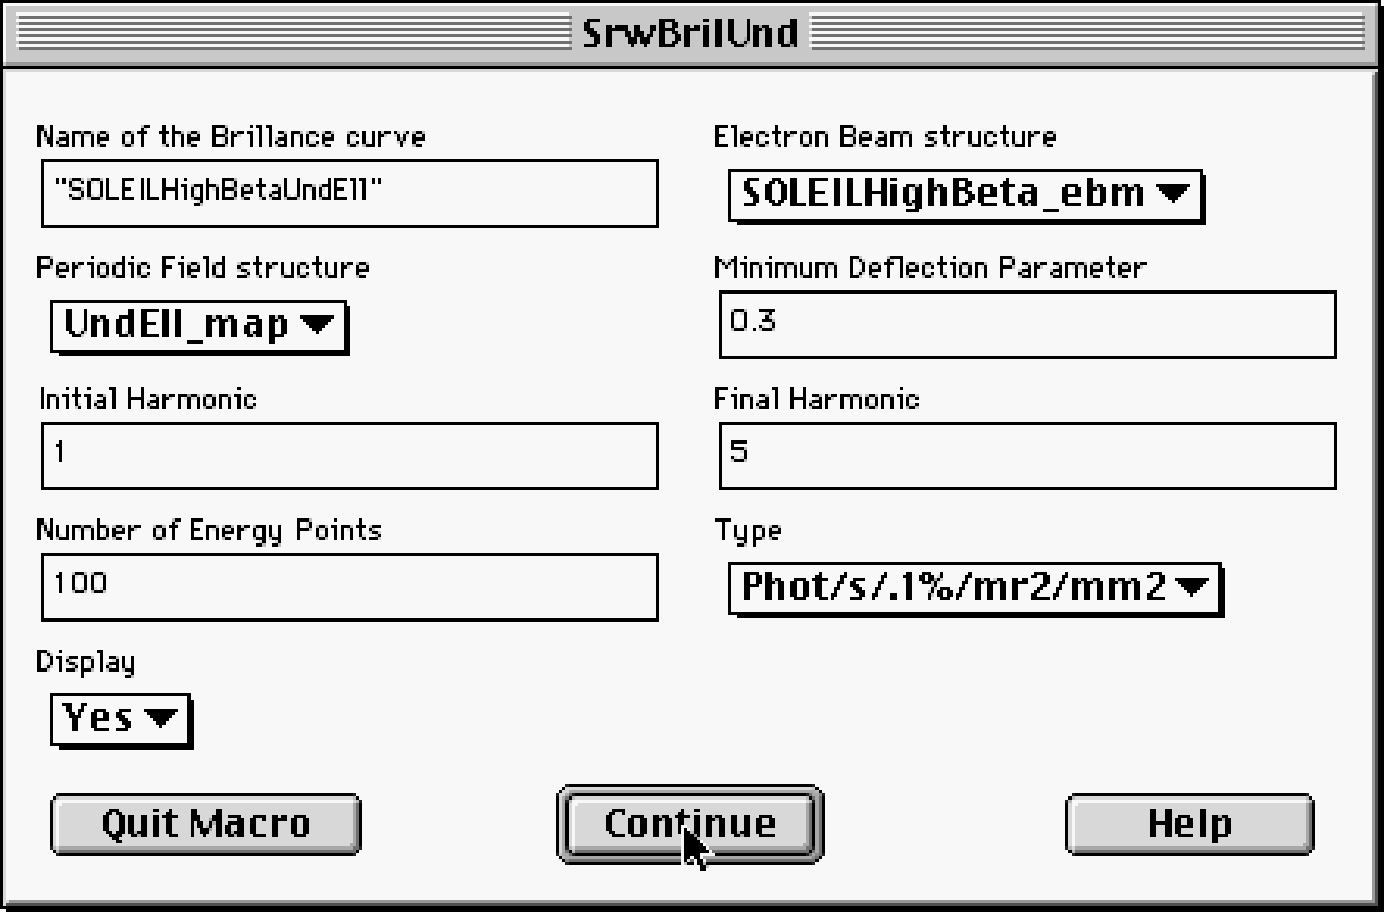 SrwBrilUnd
Name of the Brillance curve
"SOLEILHighBetaUndEll"
Electron Beam structure
SOLEILHighBeta_ebm
Periodic Field structure
UndEll_map
Minimum Deflection Parameter
0.3
Initial Harmonic
1
Final Harmonic
5
Number of Energy Points
100
Type
Phot/s/.1%/mr2/mm2
Display
Yes
Quit Macro
Continue
Help